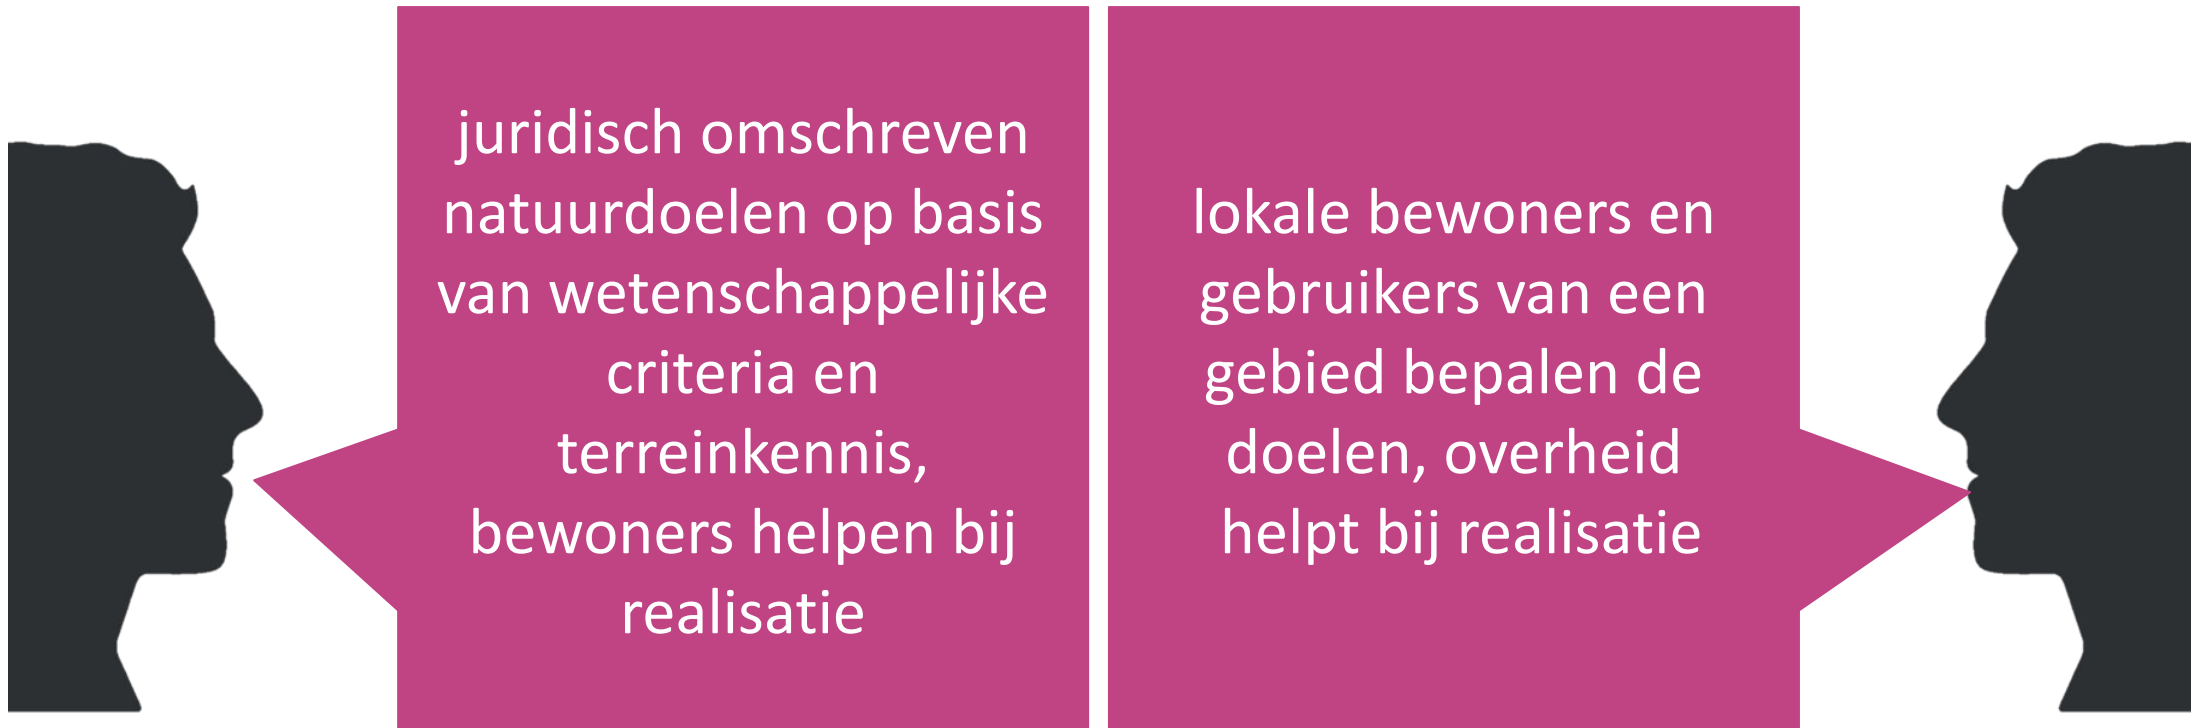 juridisch omschreven
natuurdoelen op basis
van wetenschappelijke
criteria en
terreinkennis,
bewoners helpen bij
realisatie
lokale bewoners en
gebruikers van een
gebied bepalen de
doelen, overheid
helpt bij realisatie